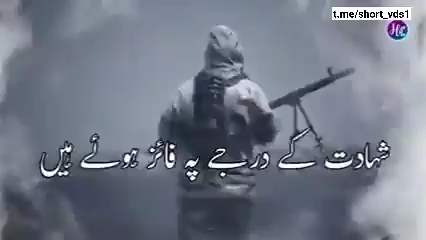 t.me/short_vds1
شہادت کے درجے پہ فائز ہوئے ہیں